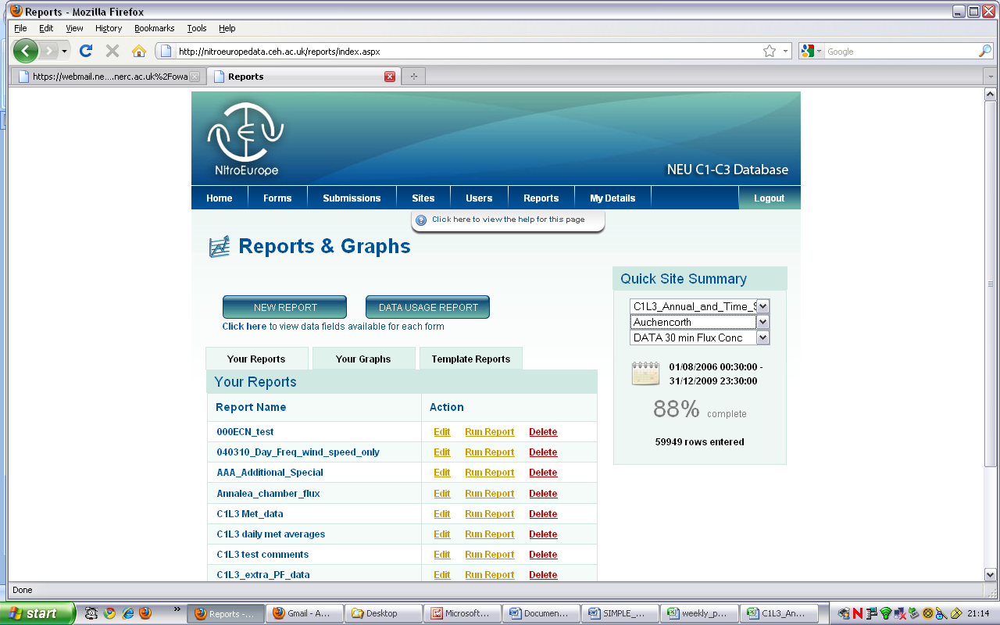 Reports - Mozilla Firefox
File Edit View History Bookmarks Tools Help
http://nitroeuropedata.ceh.ac.uk/reports/index.aspx
Google
https://webmail.ne....nerc.ac.uk%2Fowa
Reports
NitroEurope
NEU C1-C3 Database
Home Forms Submissions Sites Users Reports My Details Logout
Click here to view the help for this page
Reports & Graphs
NEW REPORT DATA USAGE REPORT
Click here to view data fields available for each form
Your Reports Your Graphs Template Reports
Your Reports
Report Name Action
000ECN_test Edit Run Report Delete
040310_Day_Freq_wind_speed_only Edit Run Report Delete
AAA_Additional_Special Edit Run Report Delete
Annalea_chamber_flux Edit Run Report Delete
C1L3 Met_data Edit Run Report Delete
C1L3 daily met averages Edit Run Report Delete
C1L3 test comments Edit Run Report Delete
C1L3_extra_PF_data Edit Run Report Delete
Quick Site Summary
C1L3_Annual_and_Time_S
Auchencorth
DATA 30 min Flux Conc
01/08/2006 00:30:00 -
31/12/2009 23:30:00
88% complete
59949 rows entered
Done
start
Reports -... Gmail - A... Desktop Microsoft... Documen... SIMPLE_... weekly_p... C1L3_An...
21:14